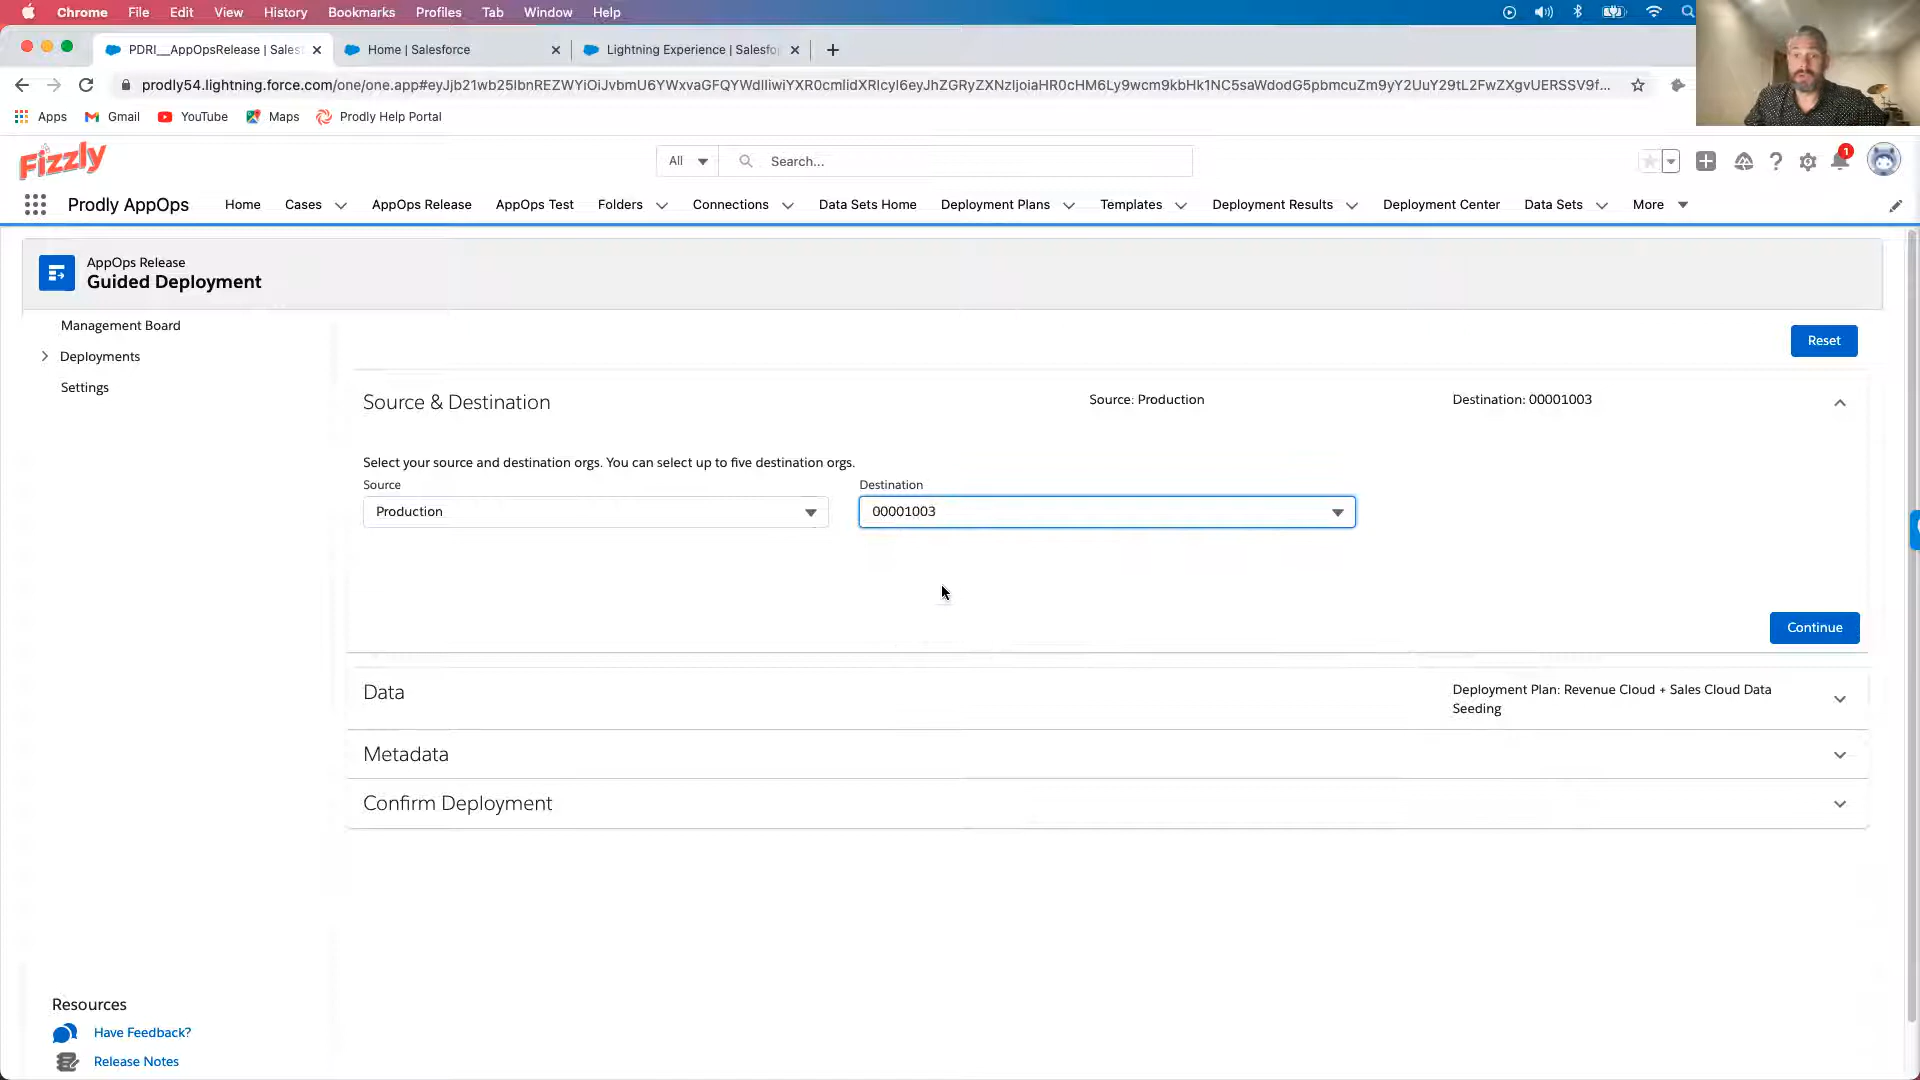 Chrome File Edit View History Bookmarks Profiles Tab Window Help
PDRI__AppOpsRelease | Sales
Home | Salesforce
Lightning Experience | Salesfo
prodly54.lightning.force.com/one/one.app#
Apps Gmail YouTube Maps Prodly Help Portal
Fizzly
All Search...
1
Prodly AppOps Home Cases AppOps Release AppOps Test Folders Connections Data Sets Home Deployment Plans Templates Deployment Results Deployment Center Data Sets More
AppOps Release
Guided Deployment
Management Board
Deployments
Settings
Reset
Source & Destination Source: Production Destination: 00001003
Select your source and destination orgs. You can select up to five destination orgs.
Source Destination
Production 00001003
Continue
Data Deployment Plan: Revenue Cloud + Sales Cloud Data
Seeding
Metadata
Confirm Deployment
Resources
Have Feedback?
Release Notes